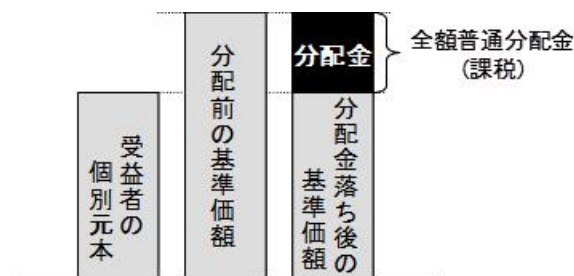 受益者の
個別元本
分配前の基準価額
分配金
分配金落ち後の
基準価額
全額普通分配金
(課税)